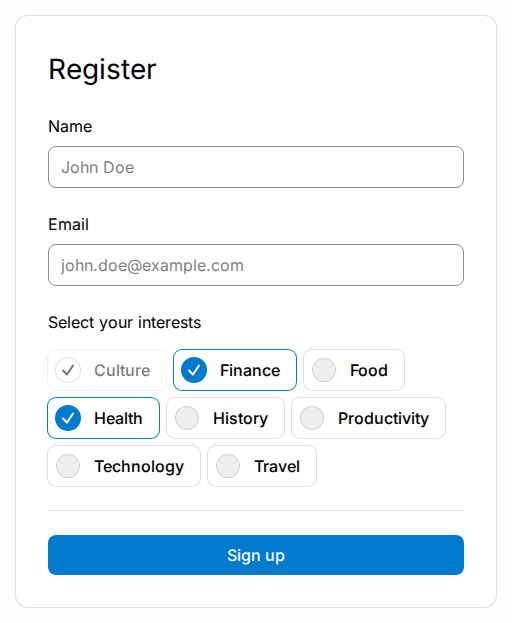 Register
Name
John Doe
Email
john.doe@example.com
Select your interests
Culture Finance Food
Health History Productivity
Technology Travel
Sign up